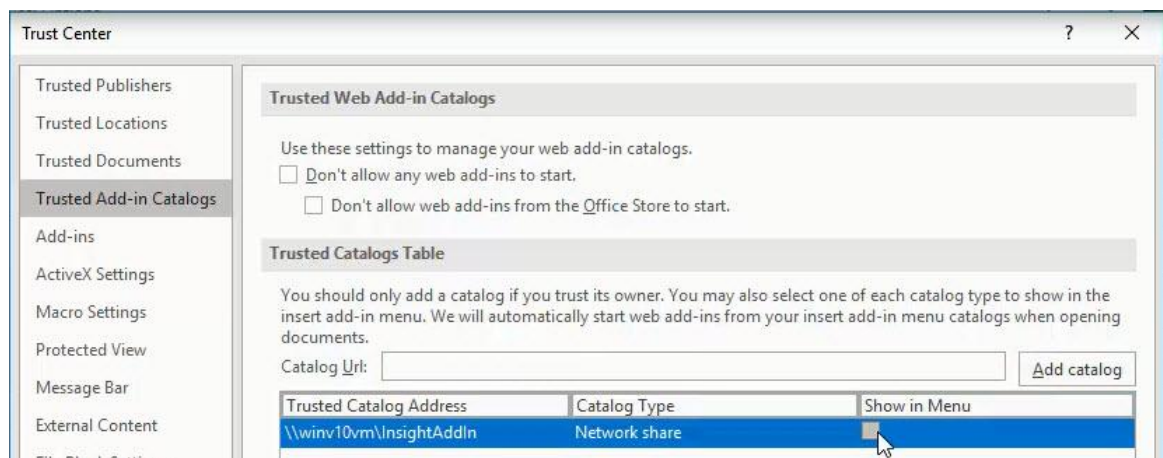 Trust Center
?
Trusted Publishers
Trusted Locations
Trusted Documents
Trusted Add-in Catalogs
Add-ins
ActiveX Settings
Macro Settings
Protected View
Message Bar
External Content
Trusted Web Add-in Catalogs
Use these settings to manage your web add-in catalogs.
Don't allow any web add-ins to start.
Don't allow web add-ins from the Office Store to start.
Trusted Catalogs Table
You should only add a catalog if you trust its owner. You may also select one of each catalog type to show in the
insert add-in menu. We will automatically start web add-ins from your insert add-in menu catalogs when opening
documents.
Catalog Url:
Add catalog
Trusted Catalog Address Catalog Type Show in Menu
\\winv10vm\InsightAddIn Network share